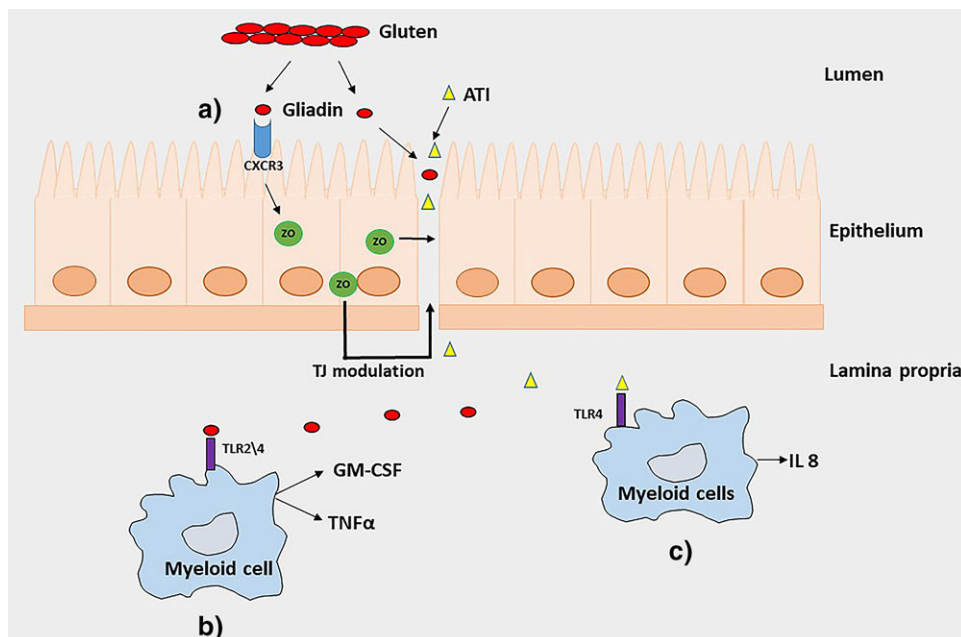 Gluten
Lumen
a)
Gliadin
ATI
CXCR3
ZO
ZO
Epithelium
ZO
TJ modulation
Lamina propria
TLR4
TLR2\4
GM-CSF
IL 8
Myeloid cells
TNFα
Myeloid cell
c)
b)